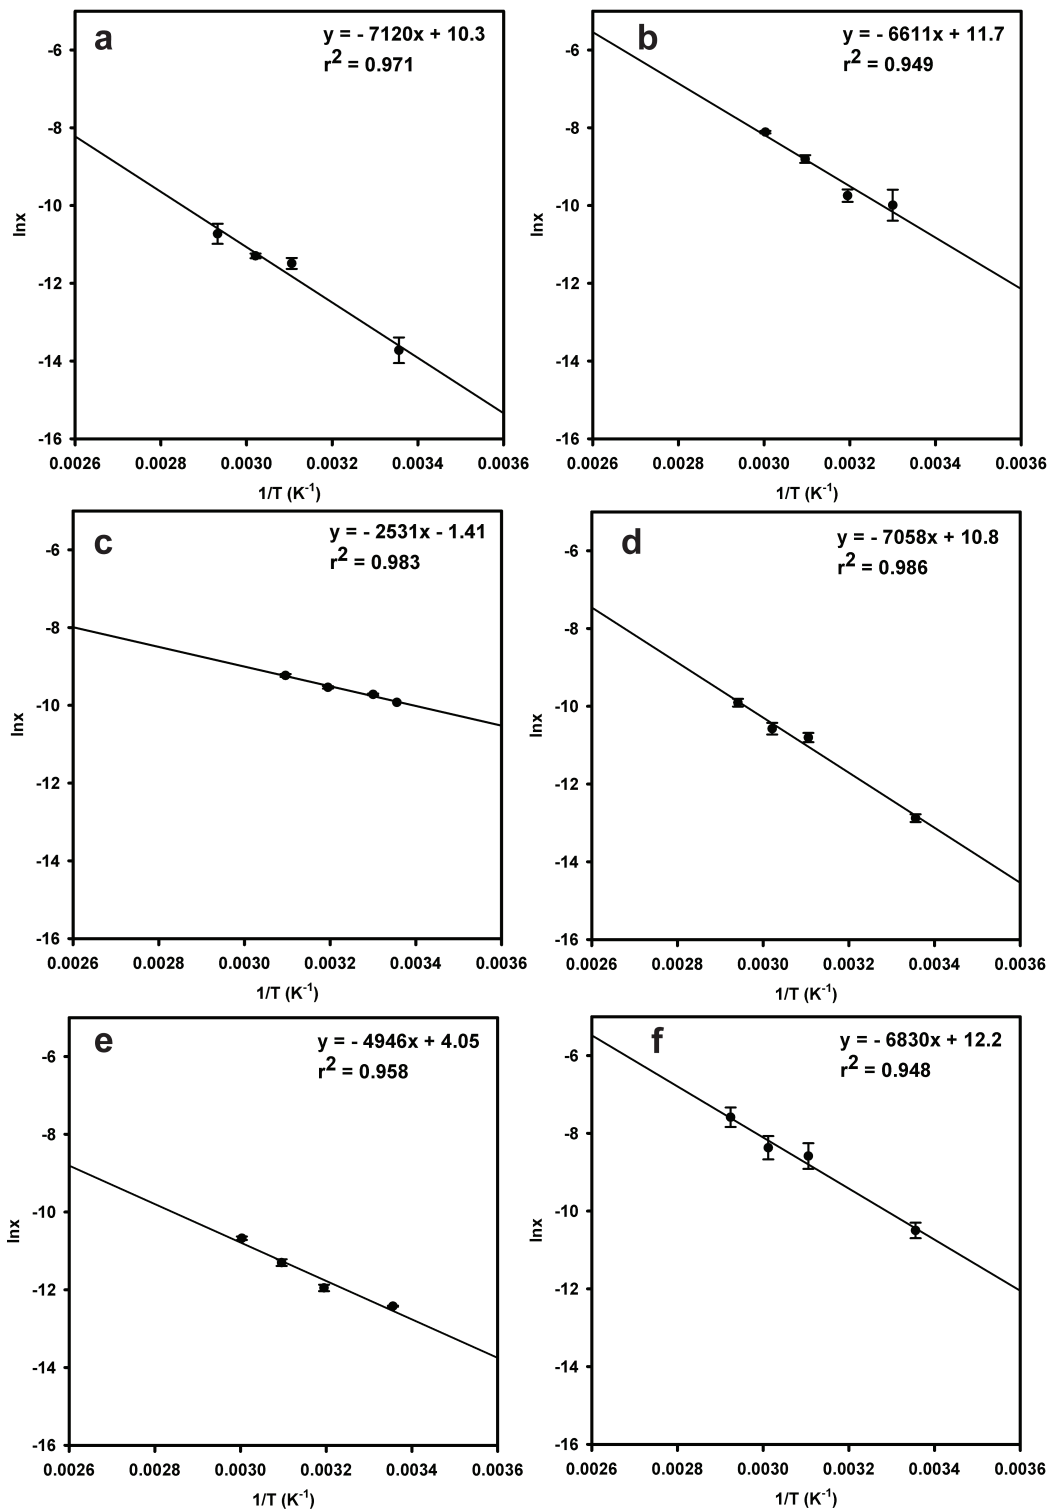 a
y = - 7120x + 10.3
r² = 0.971
-6
-8
-10
-12
-14
-16
lnx
0.0026 0.0028 0.0030 0.0032 0.0034 0.0036
1/T (K⁻¹)
b
y = - 6611x + 11.7
r² = 0.949
-6
-8
-10
-12
-14
-16
lnx
0.0026 0.0028 0.0030 0.0032 0.0034 0.0036
1/T (K⁻¹)
c
y = - 2531x - 1.41
r² = 0.983
-6
-8
-10
-12
-14
-16
lnx
0.0026 0.0028 0.0030 0.0032 0.0034 0.0036
1/T (K⁻¹)
d
y = - 7058x + 10.8
r² = 0.986
-6
-8
-10
-12
-14
-16
lnx
0.0026 0.0028 0.0030 0.0032 0.0034 0.0036
1/T (K⁻¹)
e
y = - 4946x + 4.05
r² = 0.958
-6
-8
-10
-12
-14
-16
lnx
0.0026 0.0028 0.0030 0.0032 0.0034 0.0036
1/T (K⁻¹)
f
y = - 6830x + 12.2
r² = 0.948
-6
-8
-10
-12
-14
-16
lnx
0.0026 0.0028 0.0030 0.0032 0.0034 0.0036
1/T (K⁻¹)